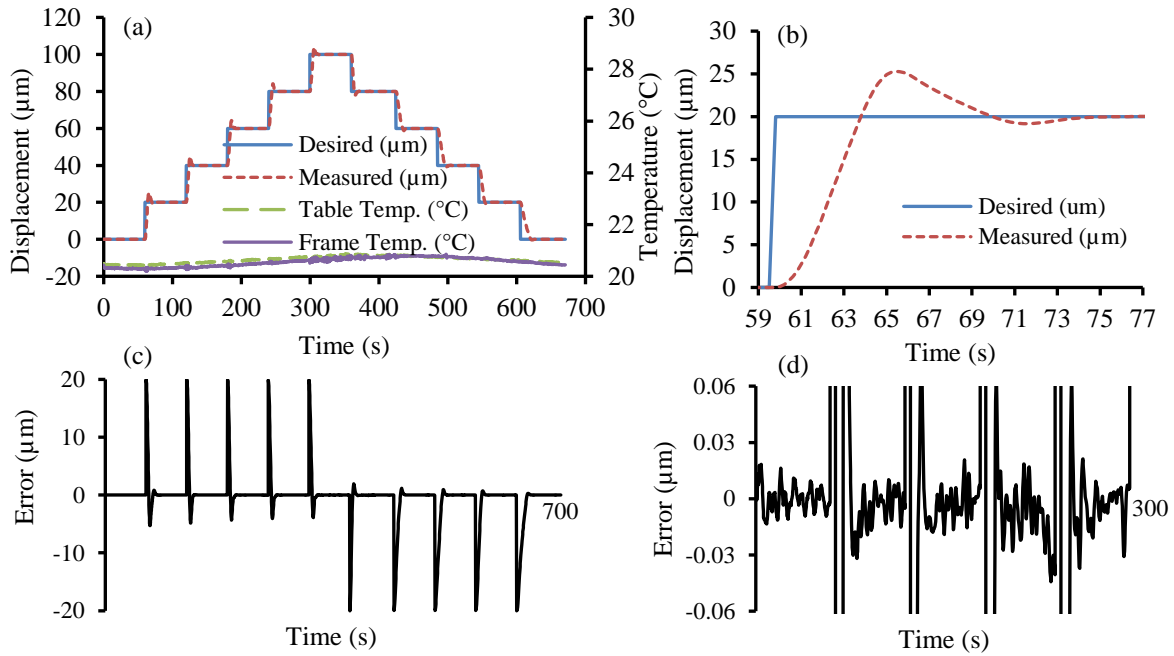 (a)
120
100
80
60
40
20
0
-20
Displacement (µm)
30
28
26
24
22
20
Temperature (°C)
Desired (µm)
Measured (µm)
Table Temp. (°C)
Frame Temp. (°C)
0 100 200 300 400 500 600 700
Time (s)
(b)
30
25
20
15
10
5
0
Displacement (µm)
Desired (um)
Measured (µm)
59 61 63 65 67 69 71 73 75 77
Time (s)
(c)
20
10
0
-10
-20
Error (µm)
700
Time (s)
(d)
0.06
0.03
0
-0.03
-0.06
Error (µm)
300
Time (s)